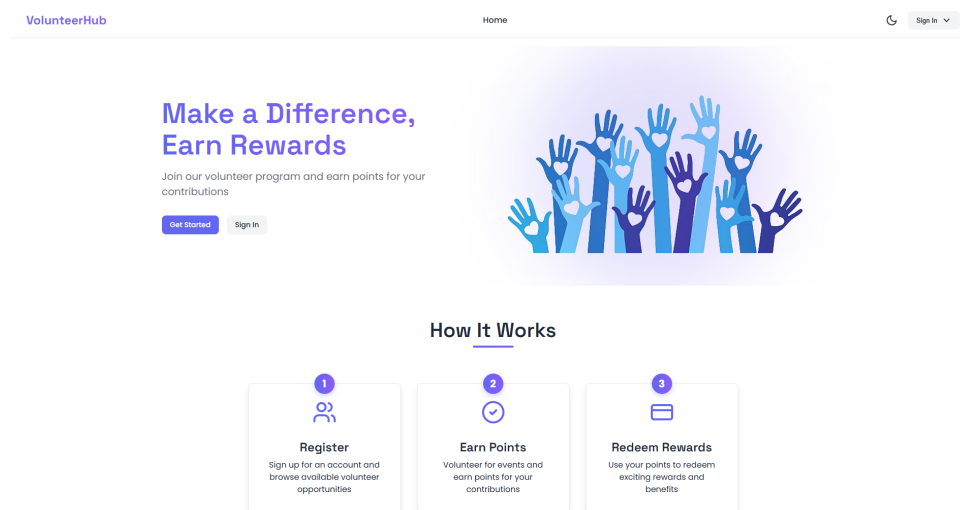 VolunteerHub
Home
Sign In
Make a Difference,
Earn Rewards
Join our volunteer program and earn points for your
contributions
Get Started
Sign In
How It Works
1
Register
Sign up for an account and
browse available volunteer
opportunities
2
Earn Points
Volunteer for events and
earn points for your
contributions
3
Redeem Rewards
Use your points to redeem
exciting rewards and
benefits